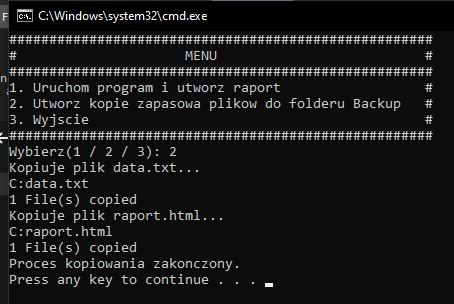 C:\Windows\system32\cmd.exe
#####################################################
# MENU #
#####################################################
1. Uruchom program i utworz raport #
2. Utworz kopie zapasowa plikow do folderu Backup #
3. Wyjscie #
#####################################################
Wybierz(1 / 2 / 3): 2
Kopiuje plik data.txt...
C:data.txt
1 File(s) copied
Kopiuje plik raport.html...
C:raport.html
1 File(s) copied
Proces kopiowania zakonczony.
Press any key to continue . . .